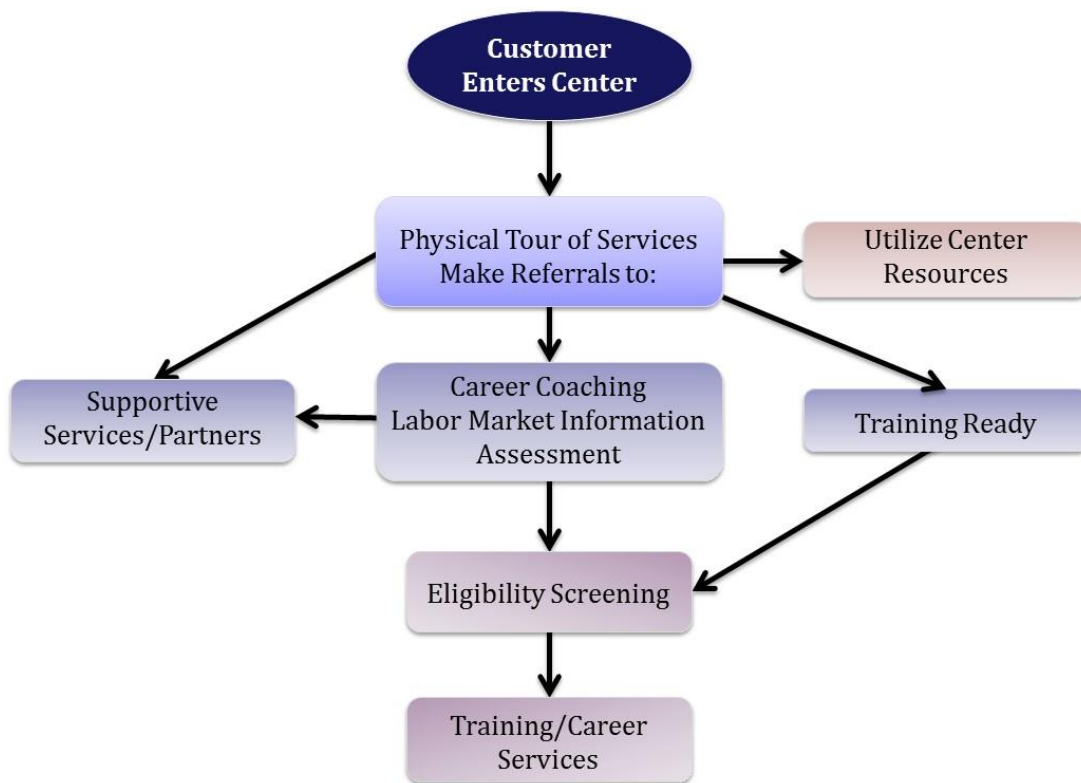 Customer
Enters Center
Physical Tour of Services
Make Referrals to:
Utilize Center
Resources
Supportive
Services/Partners
Career Coaching
Labor Market Information
Assessment
Training Ready
Eligibility Screening
Training/Career
Services